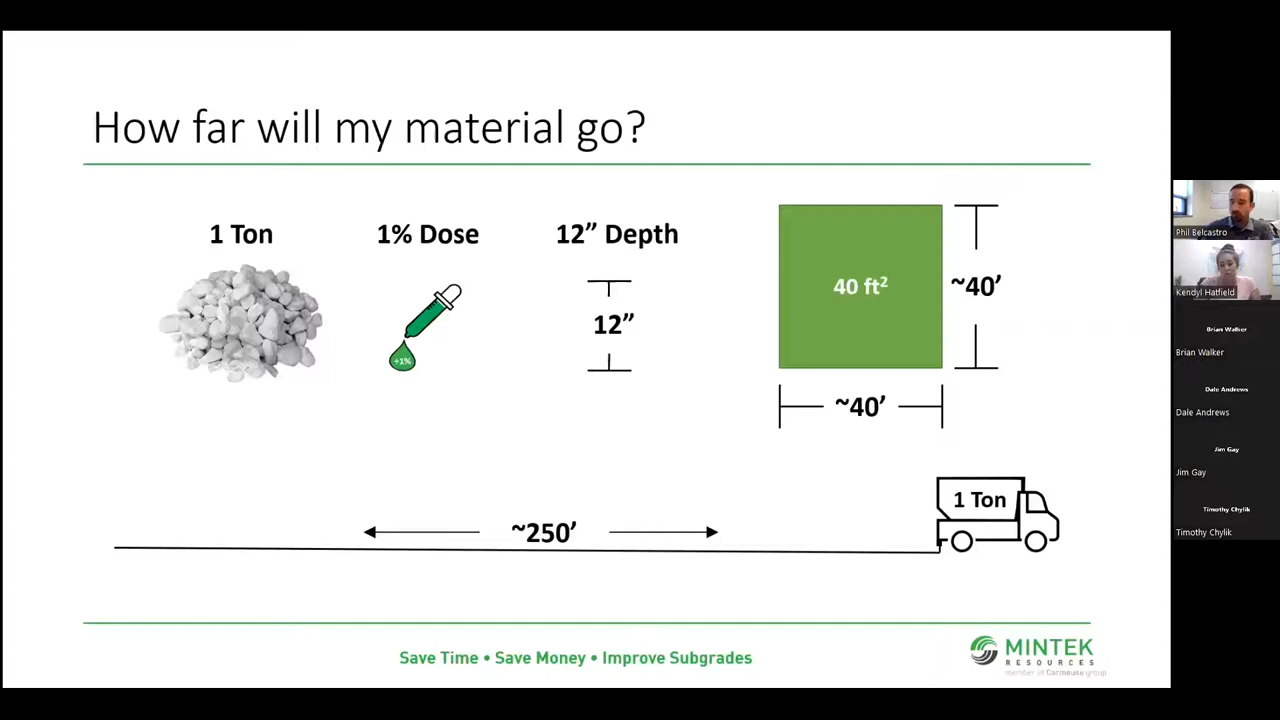 How far will my material go?
1 Ton
1% Dose
12” Depth
+1%
12”
40 ft²
~40’
~40’
~250’
1 Ton
Save Time • Save Money • Improve Subgrades
MINTEK
RESOURCES
member of Carmeuse group
Phil Belcastro
Kendyl Hatfield
Brian Walker
Brian Walker
Dale Andrews
Dale Andrews
Jim Gay
Jim Gay
Timothy Chylik
Timothy Chylik